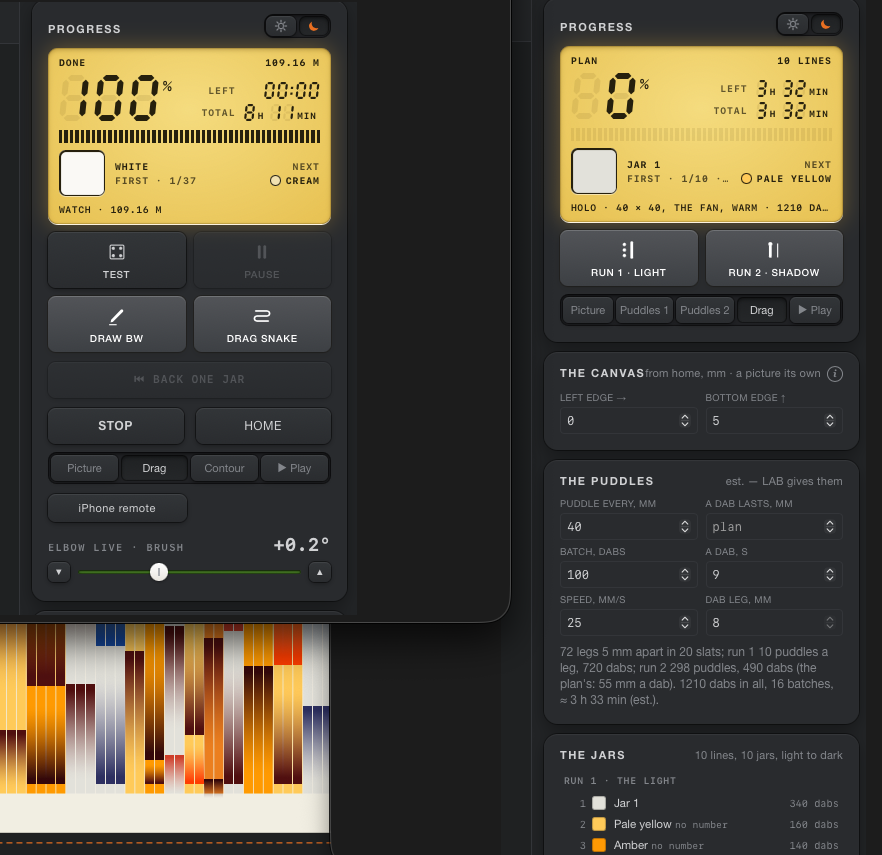 PROGRESS
DONE 109.16 M
100% LEFT 00:00
TOTAL 8H 11MIN
WHITE NEXT
FIRST · 1/37 CREAM
WATCH · 109.16 M
TEST PAUSE
DRAW BW DRAG SNAKE
BACK ONE JAR
STOP HOME
Picture Drag Contour Play
iPhone remote
ELBOW LIVE · BRUSH +0.2°
PROGRESS
PLAN 10 LINES
0% LEFT 3H 32MIN
TOTAL 3H 32MIN
JAR 1 NEXT
FIRST · 1/10 ·… PALE YELLOW
HOLO · 40 × 40, THE FAN, WARM · 1210 DA…
RUN 1 · LIGHT RUN 2 · SHADOW
Picture Puddles 1 Puddles 2 Drag Play
THE CANVAS from home, mm · a picture its own i
LEFT EDGE → BOTTOM EDGE ↑
0 5
THE PUDDLES est. — LAB gives them
PUDDLE EVERY, MM A DAB LASTS, MM
40 plan
BATCH, DABS A DAB, S
100 9
SPEED, MM/S DAB LEG, MM
25 8
72 legs 5 mm apart in 20 slats; run 1 10 puddles a
leg, 720 dabs; run 2 298 puddles, 490 dabs (the
plan's: 55 mm a dab). 1210 dabs in all, 16 batches,
≈ 3 h 33 min (est.).
THE JARS 10 lines, 10 jars, light to dark
RUN 1 · THE LIGHT
1 Jar 1 340 dabs
2 Pale yellow no number 160 dabs
3 Amber no number 140 dabs